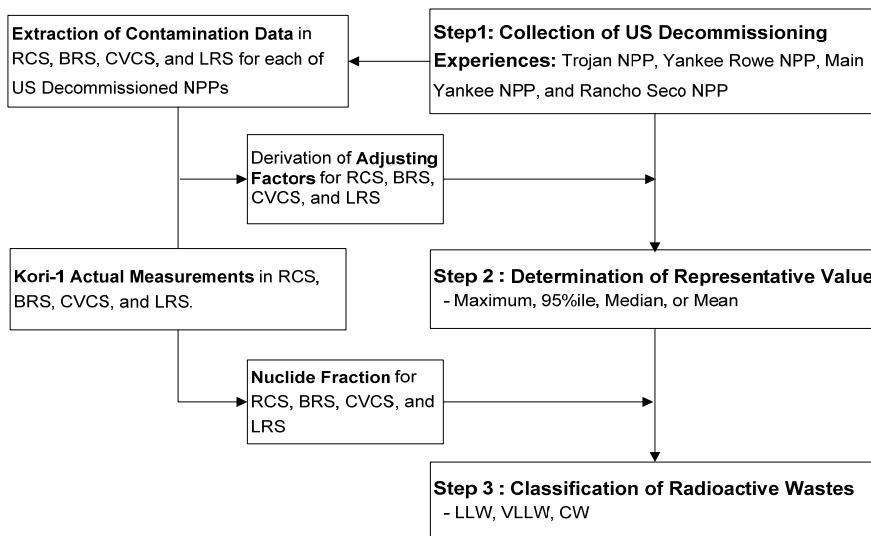 Extraction of Contamination Data in
RCS, BRS, CVCS, and LRS for each of
US Decommissioned NPPs
Step1: Collection of US Decommissioning
Experiences: Trojan NPP, Yankee Rowe NPP, Main
Yankee NPP, and Rancho Seco NPP
Derivation of Adjusting
Factors for RCS, BRS,
CVCS, and LRS
Kori-1 Actual Measurements in RCS,
BRS, CVCS, and LRS.
Step 2 : Determination of Representative Value
- Maximum, 95%ile, Median, or Mean
Nuclide Fraction for
RCS, BRS, CVCS, and
LRS
Step 3 : Classification of Radioactive Wastes
- LLW, VLLW, CW